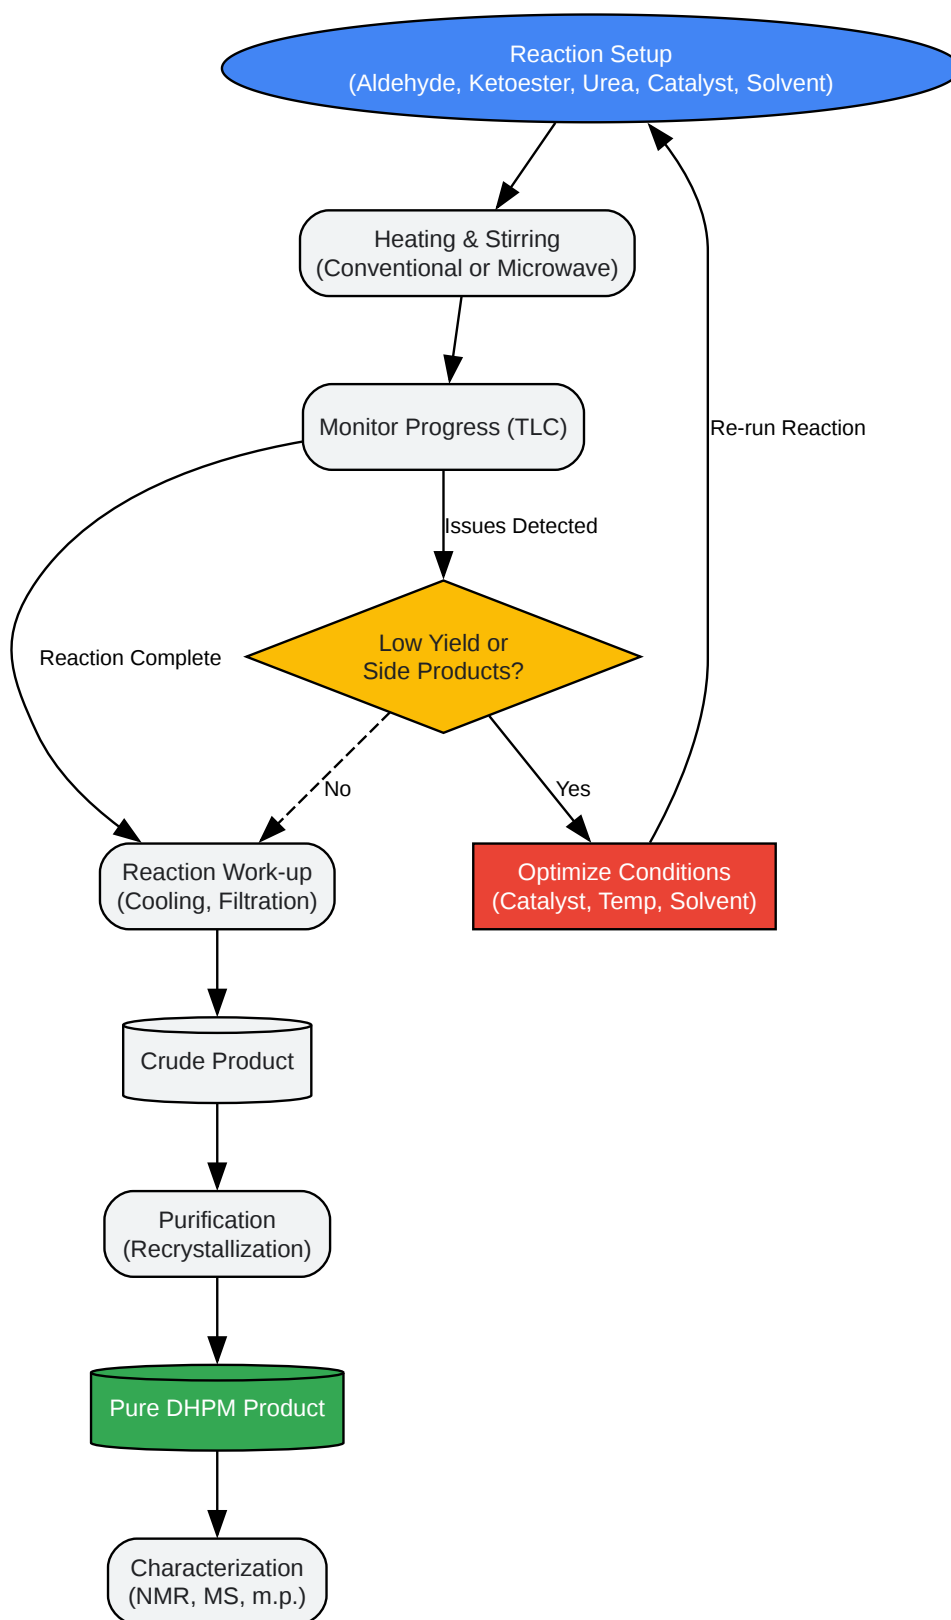 Reaction Setup
(Aldehyde, Ketoester, Urea, Catalyst, Solvent)
Heating & Stirring
(Conventional or Microwave)
Monitor Progress (TLC)
Re-run Reaction
Issues Detected
Low Yield or
Side Products?
Reaction Complete
No
Yes
Reaction Work-up
(Cooling, Filtration)
Optimize Conditions
(Catalyst, Temp, Solvent)
Crude Product
Purification
(Recrystallization)
Pure DHPM Product
Characterization
(NMR, MS, m.p.)